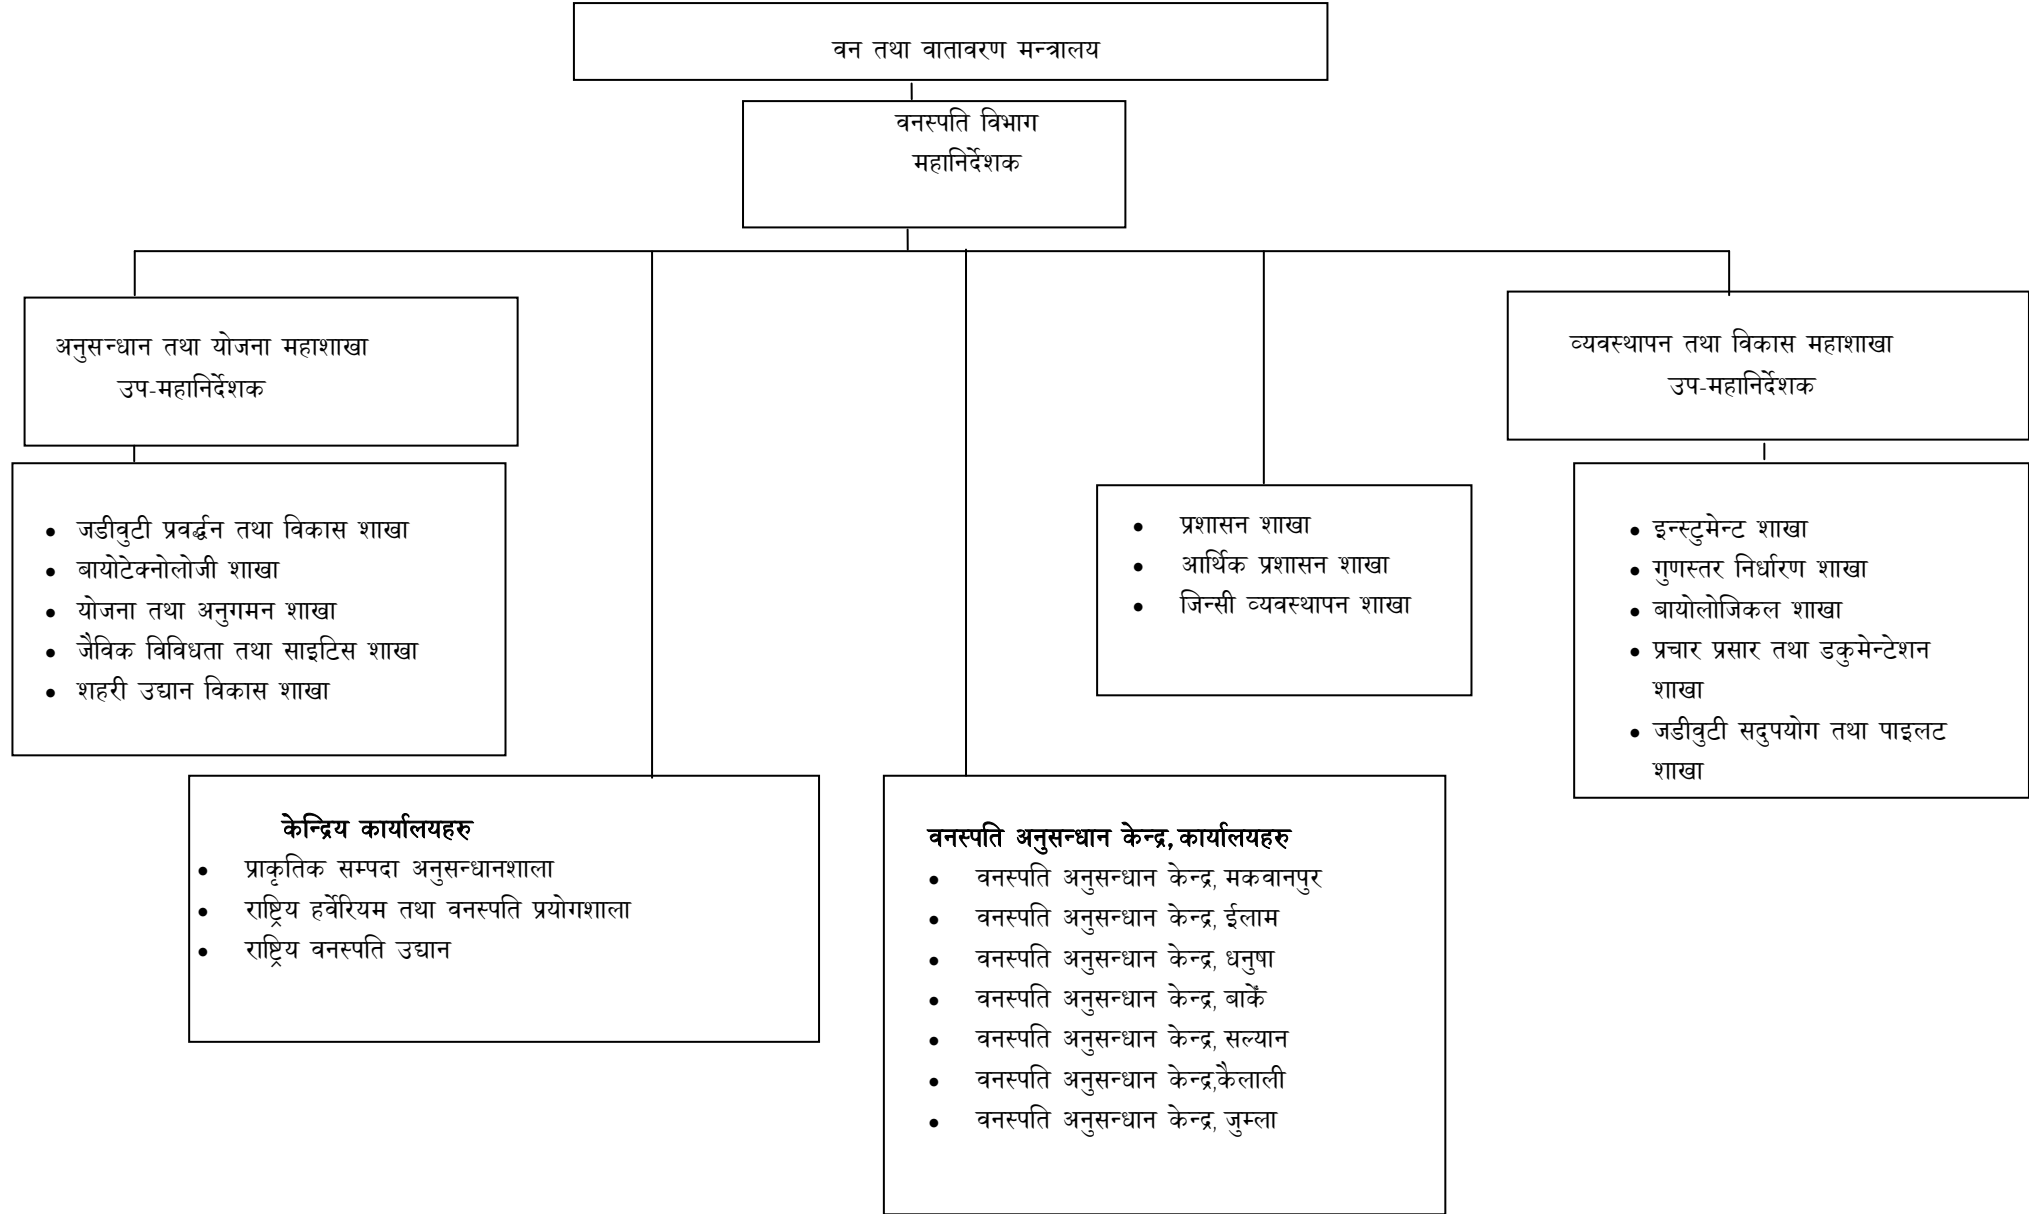 वन तथा वातावरण मन्त्रालय
वनस्पति विभाग
महानिर्देशक
अनुसन्धान तथा योजना महाशाखा
उप-महानिर्देशक
व्यवस्थापन तथा विकास महाशाखा
उप-महानिर्देशक
• जडीवुटी प्रवर्द्धन तथा विकास शाखा
• बायोटेक्नोलोजी शाखा
• योजना तथा अनुगमन शाखा
• जैविक विविधता तथा साइटिस शाखा
• शहरी उद्यान विकास शाखा
• प्रशासन शाखा
• आर्थिक प्रशासन शाखा
• जिन्सी व्यवस्थापन शाखा
• इन्स्टुमेन्ट शाखा
• गुणस्तर निर्धारण शाखा
• बायोलोजिकल शाखा
• प्रचार प्रसार तथा डकुमेन्टेशन
शाखा
• जडीवुटी सदुपयोग तथा पाइलट
शाखा
केन्द्रिय कार्यालयहरु
• प्राकृतिक सम्पदा अनुसन्धानशाला
• राष्ट्रिय हर्वेरियम तथा वनस्पति प्रयोगशाला
• राष्ट्रिय वनस्पति उद्यान
वनस्पति अनुसन्धान केन्द्र, कार्यालयहरु
• वनस्पति अनुसन्धान केन्द्र, मकवानपुर
• वनस्पति अनुसन्धान केन्द्र, ईलाम
• वनस्पति अनुसन्धान केन्द्र, धनुषा
• वनस्पति अनुसन्धान केन्द्र, बार्कें
• वनस्पति अनुसन्धान केन्द्र, सल्यान
• वनस्पति अनुसन्धान केन्द्र,कैलाली
• वनस्पति अनुसन्धान केन्द्र, जुम्ला